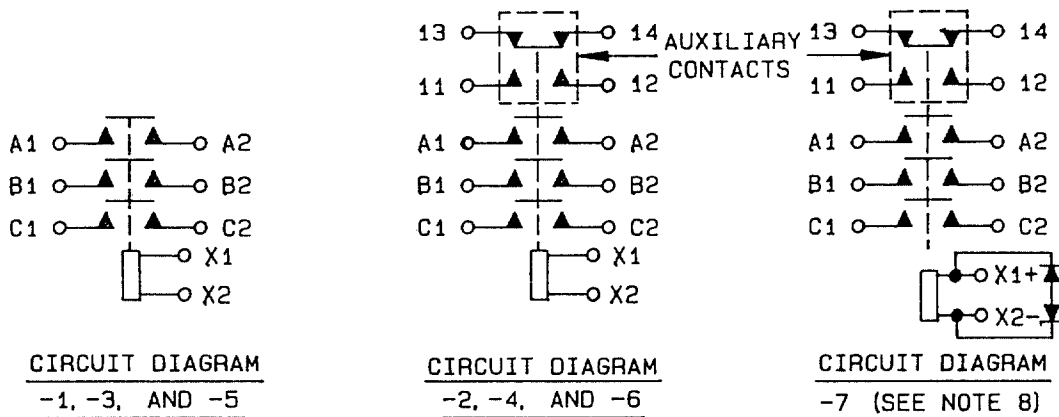 13 14 AUXILIARY CONTACTS 13 14
11 12 11 12
A1 A2 A1 A2 A1 A2
B1 B2 B1 B2 B1 B2
C1 C2 C1 C2 C1 C2
X1 X1 X1+
X2 X2 X2-
CIRCUIT DIAGRAM CIRCUIT DIAGRAM CIRCUIT DIAGRAM
-1, -3, AND -5 -2, -4, AND -6 -7 (SEE NOTE 8)